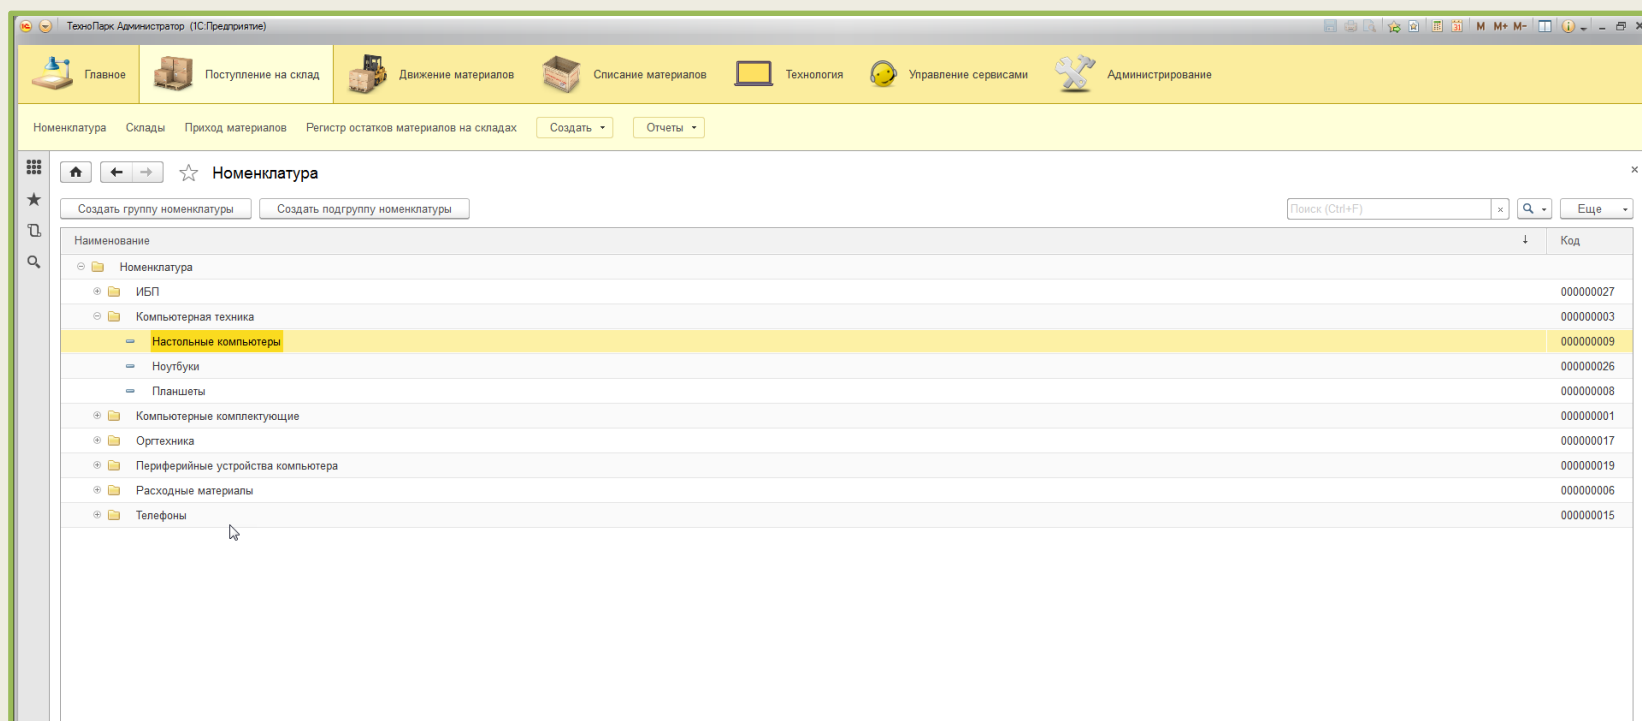 ТехноПарк Администратор (1С:Предприятие)
M M+ M-
Главное Поступление на склад Движение материалов Списание материалов Технология Управление сервисами Администрирование
Номенклатура Склады Приход материалов Регистр остатков материалов на складах Создать Отчеты
Номенклатура
Создать группу номенклатуры Создать подгруппу номенклатуры Поиск (Ctrl+F) Еще
Наименование Код
Номенклатура
ИБП 000000027
Компьютерная техника 000000003
Настольные компьютеры 000000009
Ноутбуки 000000026
Планшеты 000000008
Компьютерные комплектующие 000000001
Оргтехника 000000017
Периферийные устройства компьютера 000000019
Расходные материалы 000000006
Телефоны 000000015